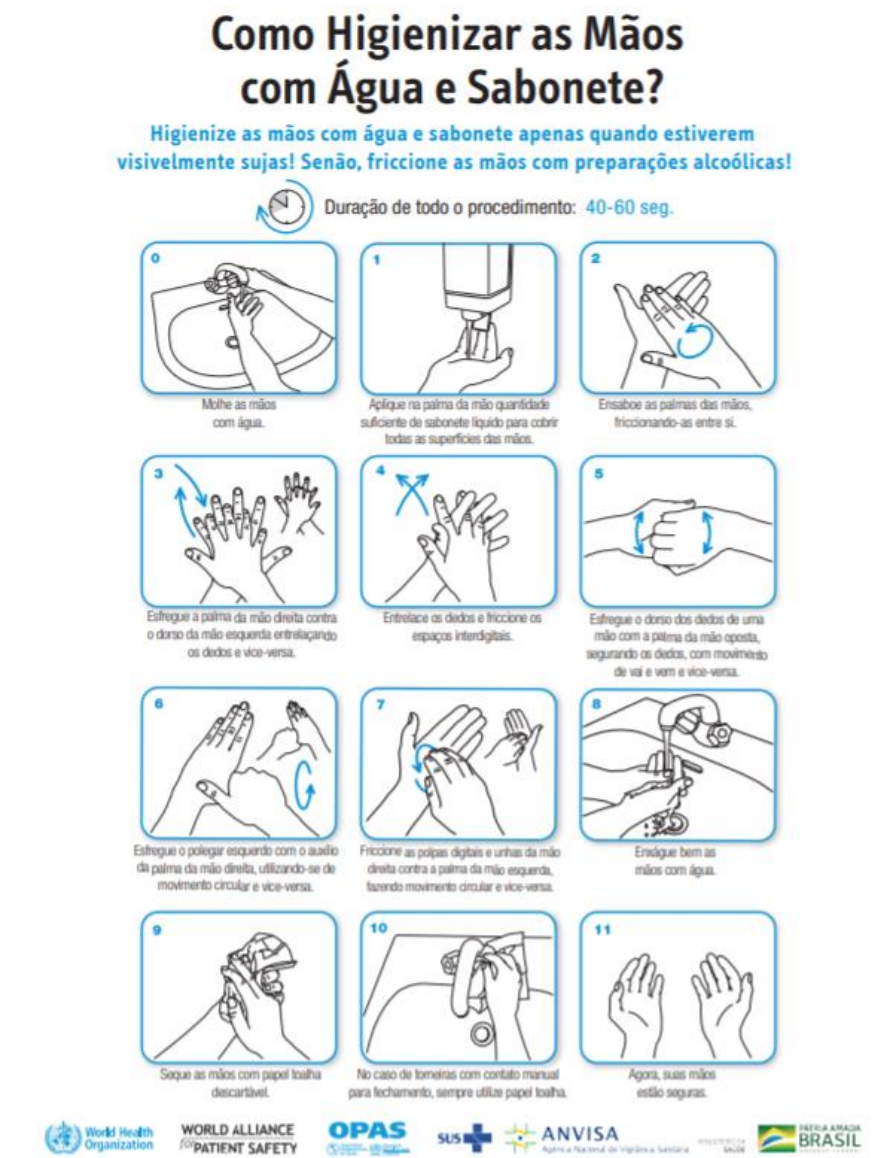 Como Higienizar as Mãos
com Água e Sabonete?
Higienize as mãos com água e sabonete apenas quando estiverem
visivelmente sujas! Senão, friccione as mãos com preparações alcoólicas!
Duração de todo o procedimento: 40-60 seg.
0
Molhe as mãos
com água.
1
Aplique na palma da mão quantidade
suficiente de sabonete líquido para cobrir
todas as superfícies das mãos.
2
Ensaboe as palmas das mãos,
friccionando-as entre si.
3
Esfregue a palma da mão direita contra
o dorso da mão esquerda entrelaçando
os dedos e vice-versa.
4
Entrelace os dedos e friccione os
espaços interdigitais.
5
Esfregue o dorso dos dedos de uma
mão com a palma da mão oposta,
segurando os dedos, com movimento
de vai e vem e vice-versa.
6
Esfregue o polegar esquerdo com o auxílio
da palma da mão direita, utilizando-se de
movimento circular e vice-versa.
7
Friccione as polpas digitais e unhas da mão
direita contra a palma da mão esquerda,
fazendo movimento circular e vice-versa.
8
Enxágue bem as
mãos com água.
9
Seque as mãos com papel toalha
descartável.
10
No caso de torneiras com contato manual
para fechamento, sempre utilize papel toalha.
11
Agora, suas mãos
estão seguras.
World Health
Organization
WORLD ALLIANCE
for PATIENT SAFETY
OPAS
SUS
ANVISA
Agência Nacional de Vigilância Sanitária
MINISTÉRIO DA
SAÚDE
PÁTRIA AMADA
BRASIL